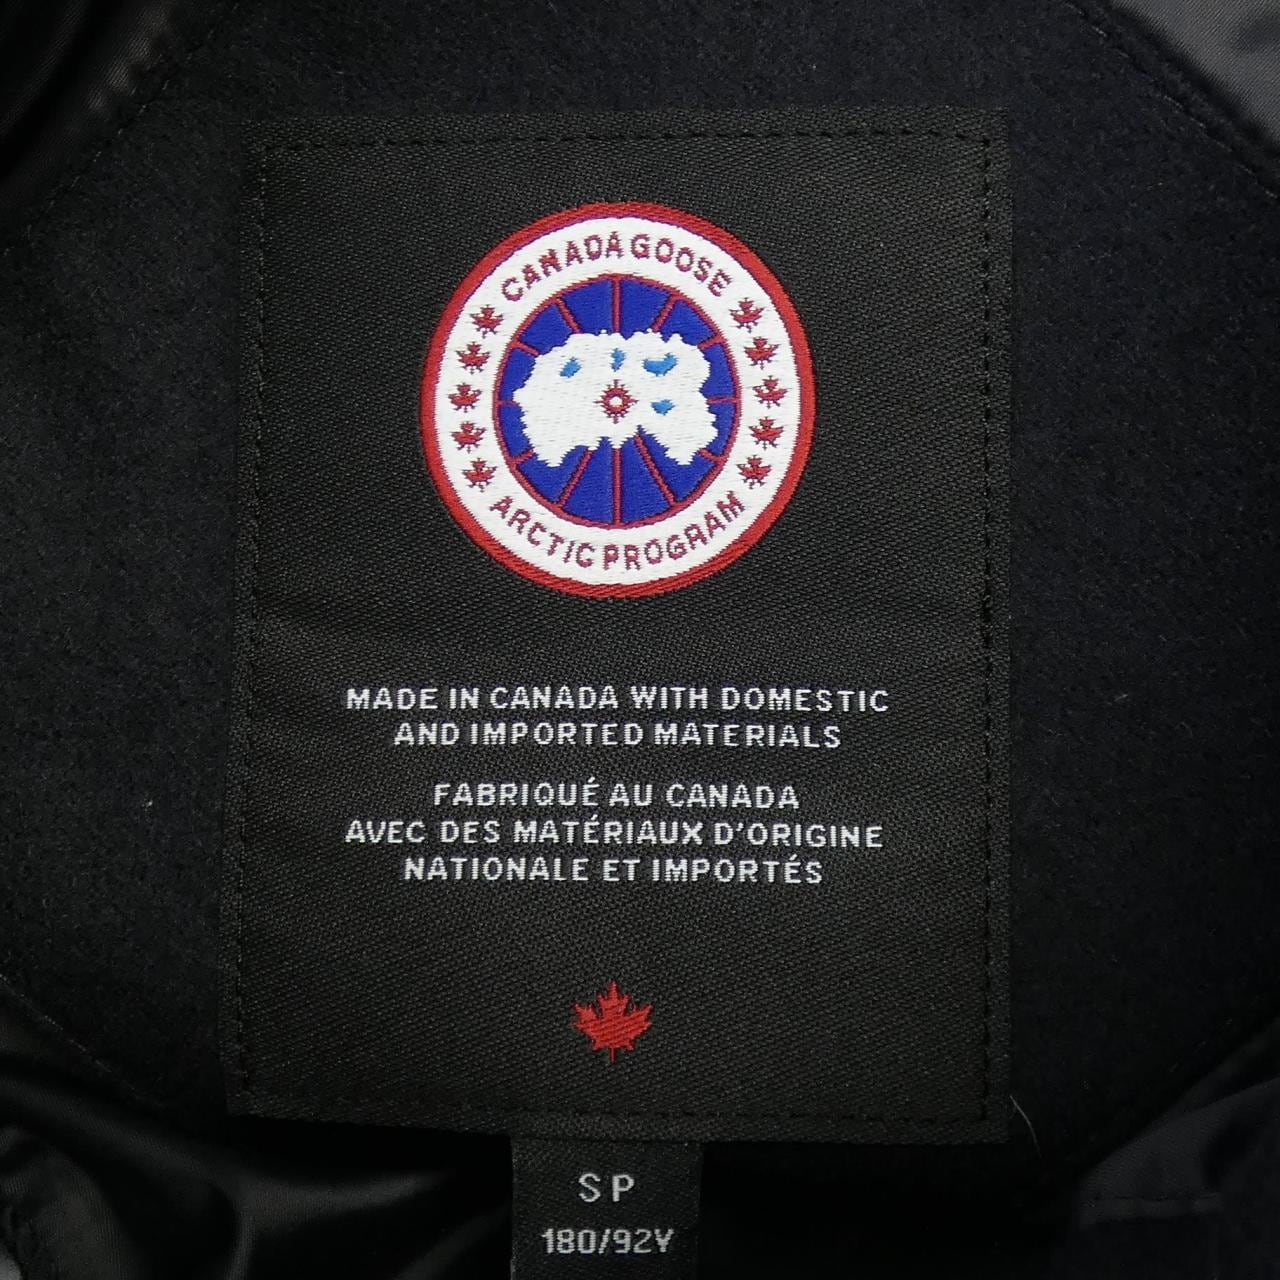 CANADA GOOSE
ARCTIC PROGRAM
MADE IN CANADA WITH DOMESTIC
AND IMPORTED MATERIALS
FABRIQUÉ AU CANADA
AVEC DES MATÉRIAUX D'ORIGINE
NATIONALE ET IMPORTÉS
S P
180/92Y